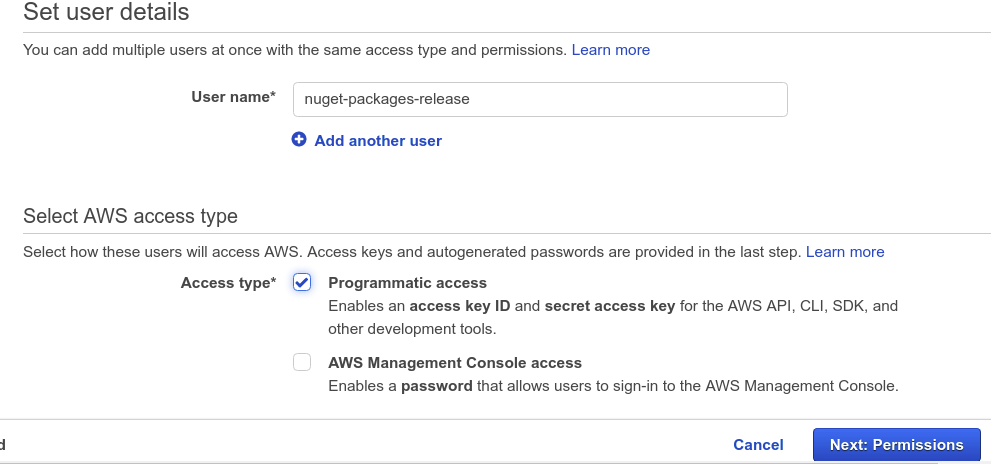 Set user details
You can add multiple users at once with the same access type and permissions. Learn more
User name* nuget-packages-release
Add another user
Select AWS access type
Select how these users will access AWS. Access keys and autogenerated passwords are provided in the last step. Learn more
Access type* Programmatic access
Enables an access key ID and secret access key for the AWS API, CLI, SDK, and
other development tools.
AWS Management Console access
Enables a password that allows users to sign-in to the AWS Management Console.
d Cancel Next: Permissions